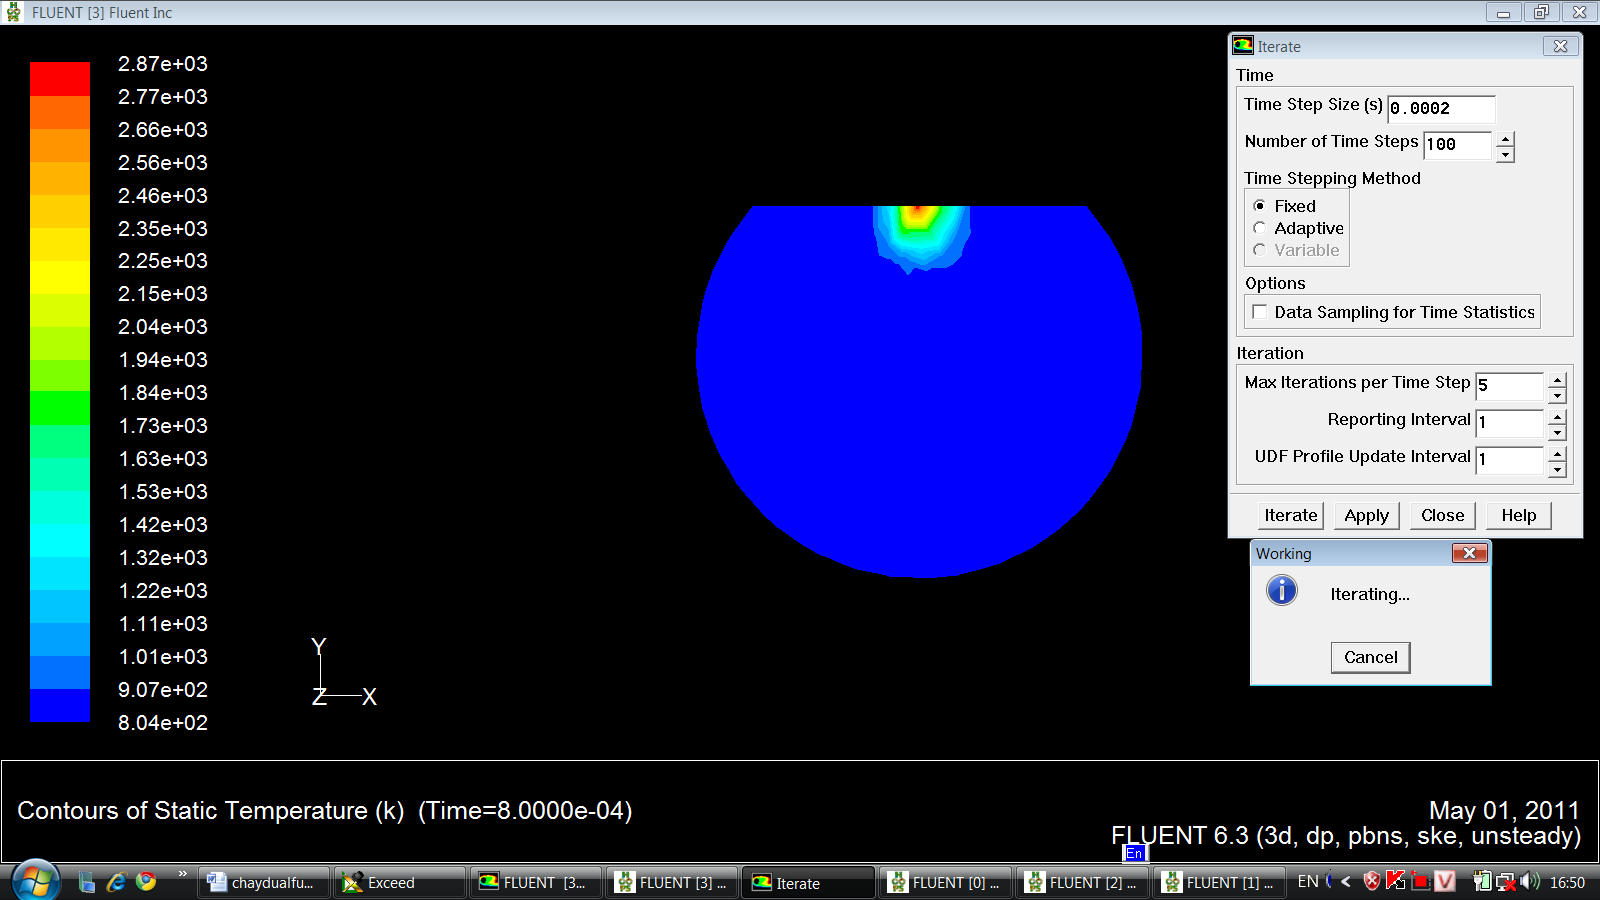 FLUENT [3] Fluent Inc
2.87e+03
2.77e+03
2.66e+03
2.56e+03
2.46e+03
2.35e+03
2.25e+03
2.15e+03
2.04e+03
1.94e+03
1.84e+03
1.73e+03
1.63e+03
1.53e+03
1.42e+03
1.32e+03
1.22e+03
1.11e+03
1.01e+03
9.07e+02
8.04e+02
Y
Z X
Iterate
Time
Time Step Size (s) 0.0002
Number of Time Steps 100
Time Stepping Method
Fixed
Adaptive
Variable
Options
Data Sampling for Time Statistics
Iteration
Max Iterations per Time Step 5
Reporting Interval 1
UDF Profile Update Interval 1
Iterate Apply Close Help
Working
Iterating...
Cancel
Contours of Static Temperature (k) (Time=8.0000e-04)
May 01, 2011
FLUENT 6.3 (3d, dp, pbns, ske, unsteady)
En
chaydualfu... Exceed FLUENT [3... FLUENT [3] ... Iterate FLUENT [0] ... FLUENT [2] ... FLUENT [1] ... EN 16:50